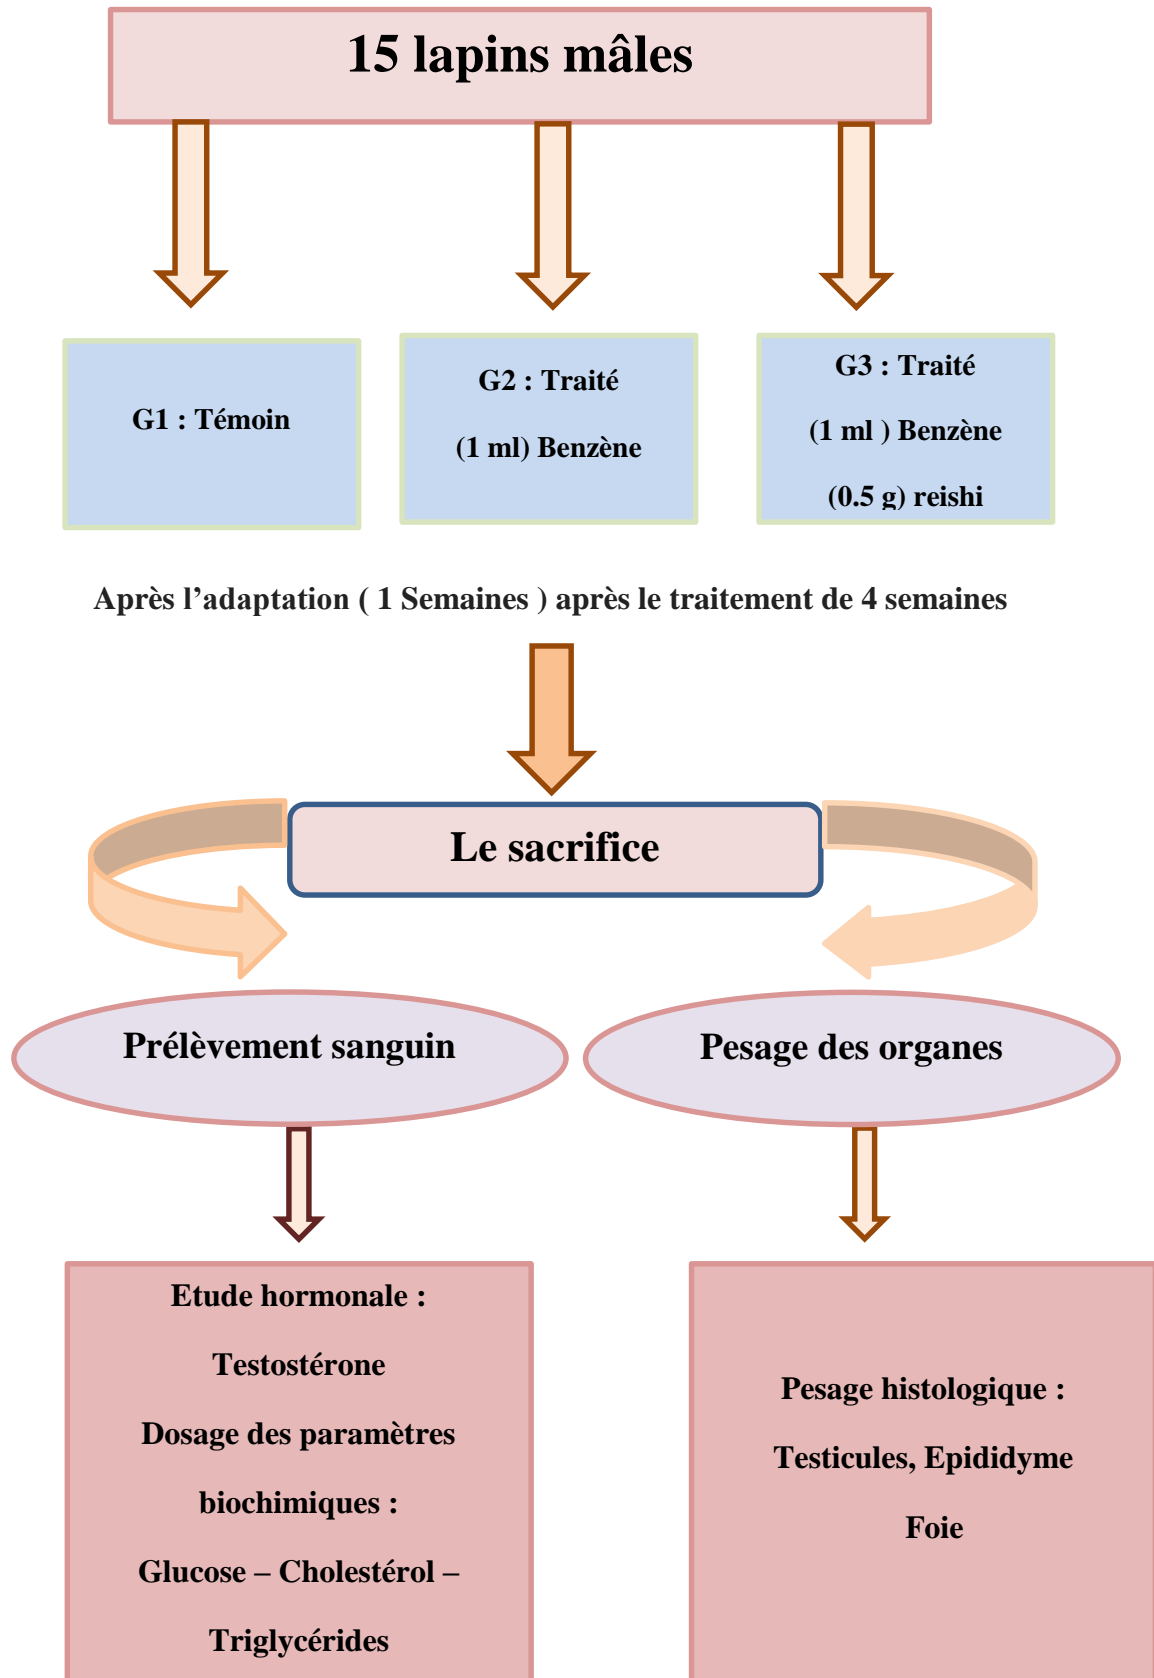 15 lapins mâles
G1 : Témoin
G2 : Traité
(1 ml) Benzène
G3 : Traité
(1 ml ) Benzène
(0.5 g) reishi
Après l’adaptation ( 1 Semaines ) après le traitement de 4 semaines
Le sacrifice
Prélèvement sanguin
Pesage des organes
Etude hormonale :
Testostérone
Dosage des paramètres
biochimiques :
Glucose – Cholestérol –
Triglycérides
Pesage histologique :
Testicules, Epididyme
Foie